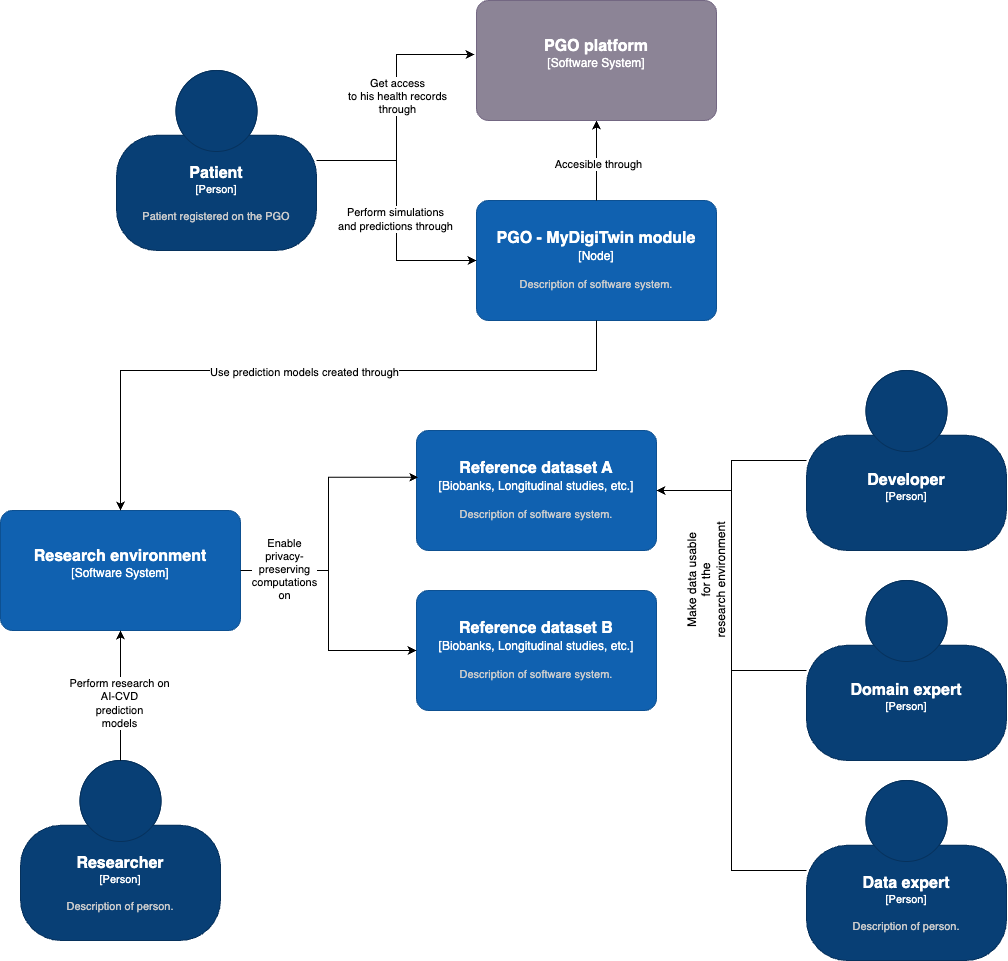 PGO platform
[Software System]
Get access
to his health records
through
Patient
[Person]
Patient registered on the PGO
Accesible through
Perform simulations
and predictions through
PGO - MyDigiTwin module
[Node]
Description of software system.
Use prediction models created through
Reference dataset A
[Biobanks, Longitudinal studies, etc.]
Description of software system.
Developer
[Person]
Make data usable
for the
research environment
Research environment
[Software System]
Enable
privacy-
preserving
computations
on
Reference dataset B
[Biobanks, Longitudinal studies, etc.]
Description of software system.
Domain expert
[Person]
Perform research on
AI-CVD
prediction
models
Researcher
[Person]
Description of person.
Data expert
[Person]
Description of person.